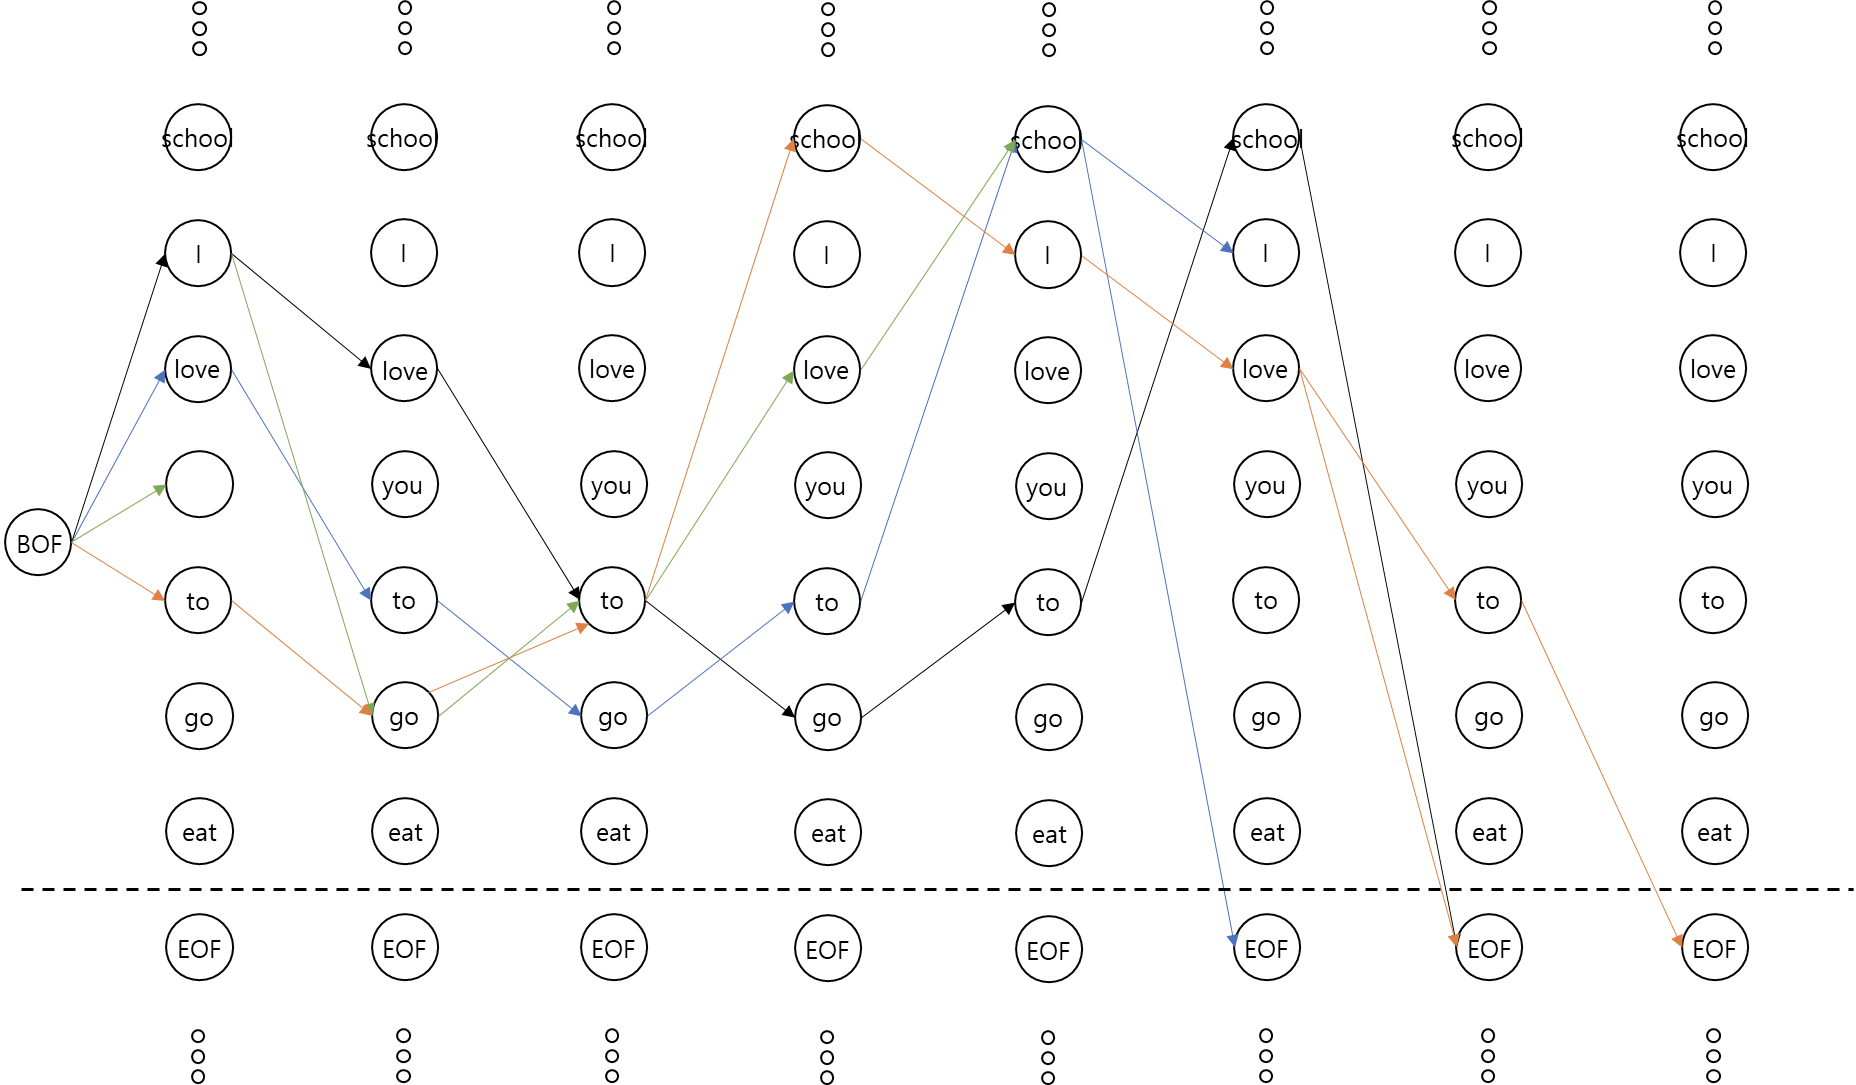 school school school school school school school school
I I I I I I I I
love love love love love love love love
you you you you you you you
BOF
to to to to to to to to
go go go go go go go go
eat eat eat eat eat eat eat eat
EOF EOF EOF EOF EOF EOF EOF EOF